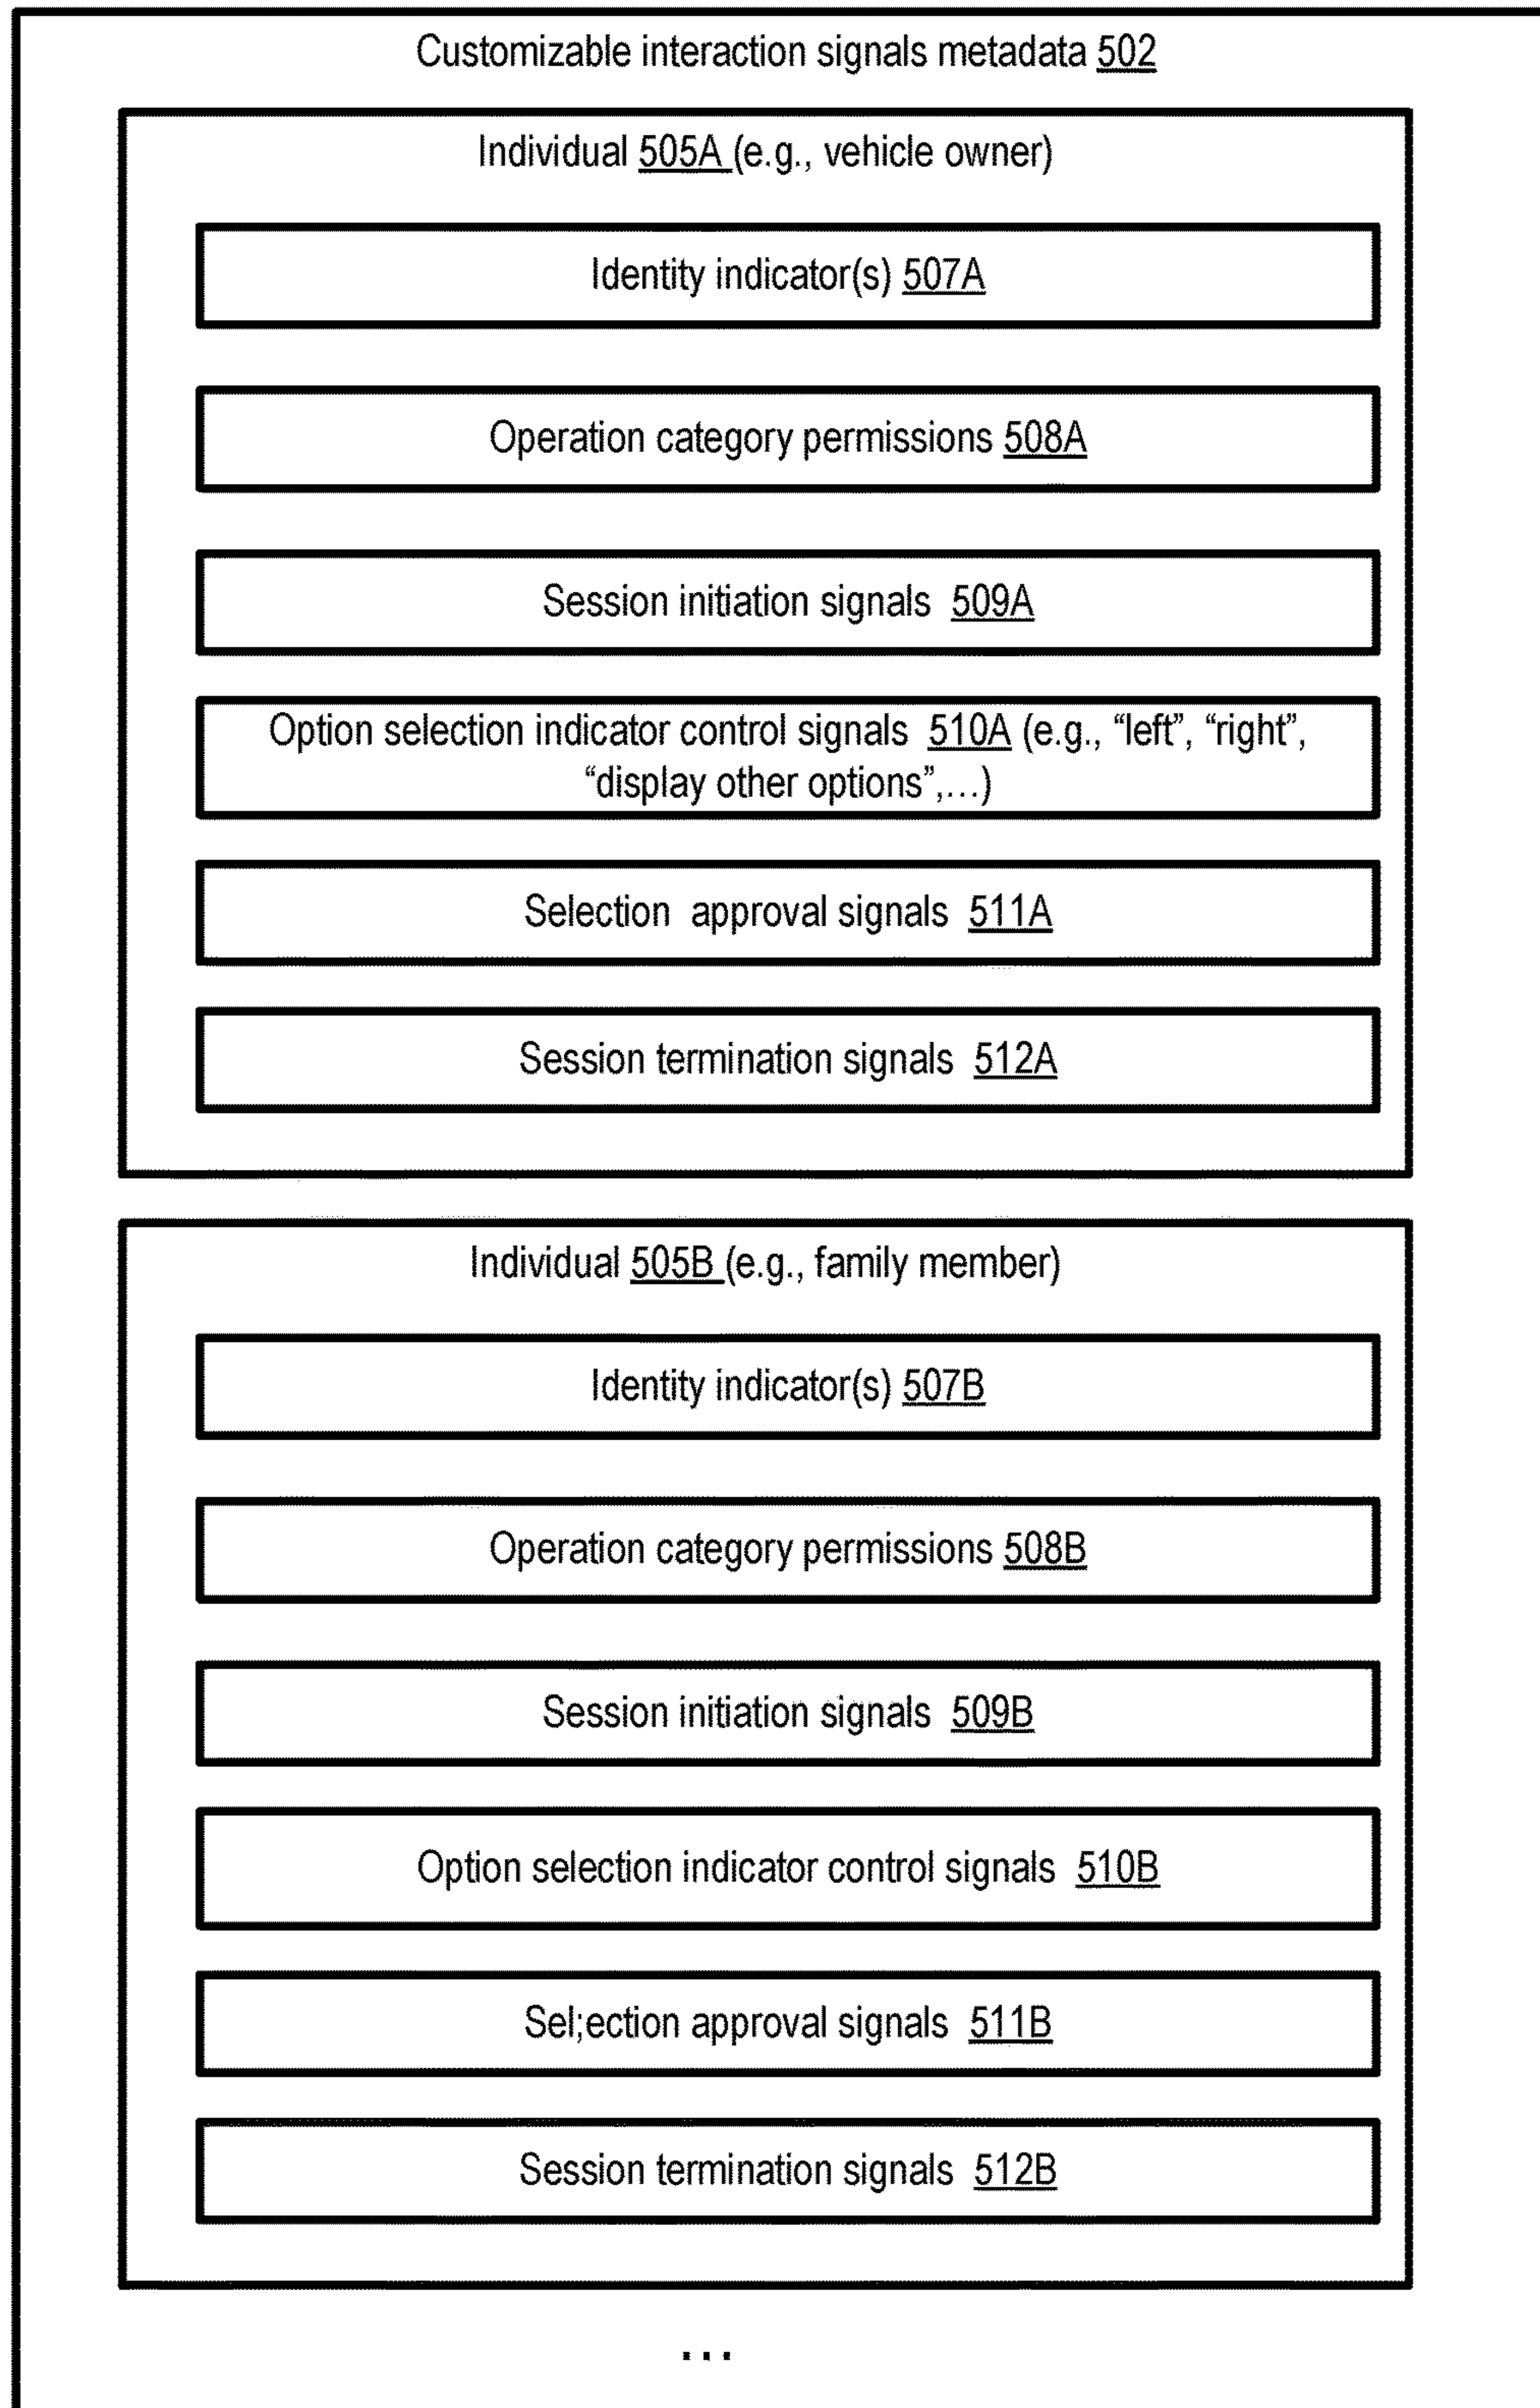 Customizable interaction signals metadata 502
Individual 505A (e.g., vehicle owner)
Identity indicator(s) 507A
Operation category permissions 508A
Session initiation signals 509A
Option selection indicator control signals 510A (e.g., “left”, “right”,
“display other options”,…)
Selection approval signals 511A
Session termination signals 512A
Individual 505B (e.g., family member)
Identity indicator(s) 507B
Operation category permissions 508B
Session initiation signals 509B
Option selection indicator control signals 510B
Sel;ection approval signals 511B
Session termination signals 512B
...